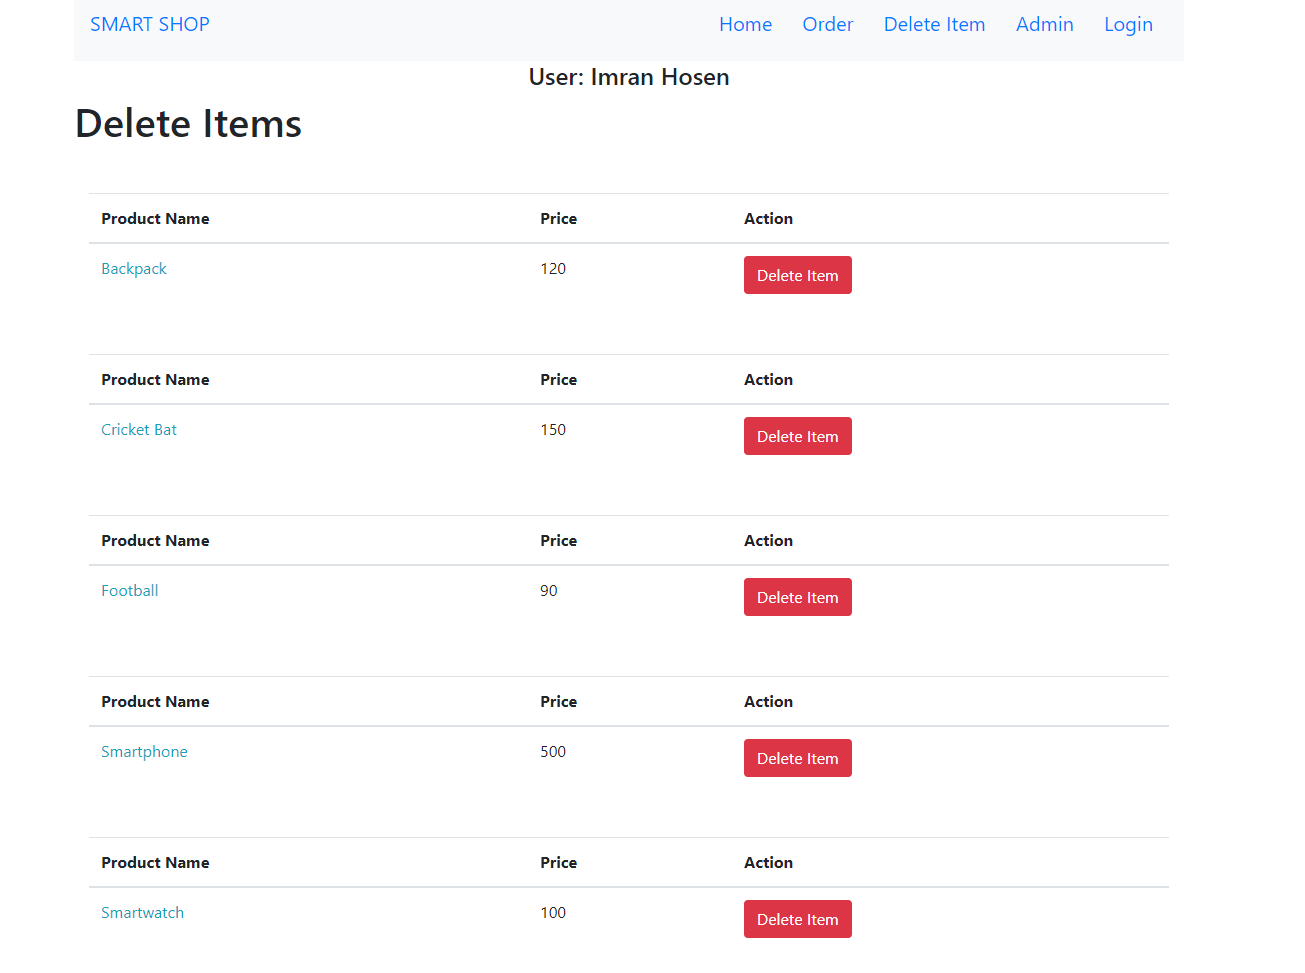 SMART SHOP Home Order Delete Item Admin Login
User: Imran Hosen
Delete Items
Product Name Price Action
Backpack 120 Delete Item
Product Name Price Action
Cricket Bat 150 Delete Item
Product Name Price Action
Football 90 Delete Item
Product Name Price Action
Smartphone 500 Delete Item
Product Name Price Action
Smartwatch 100 Delete Item